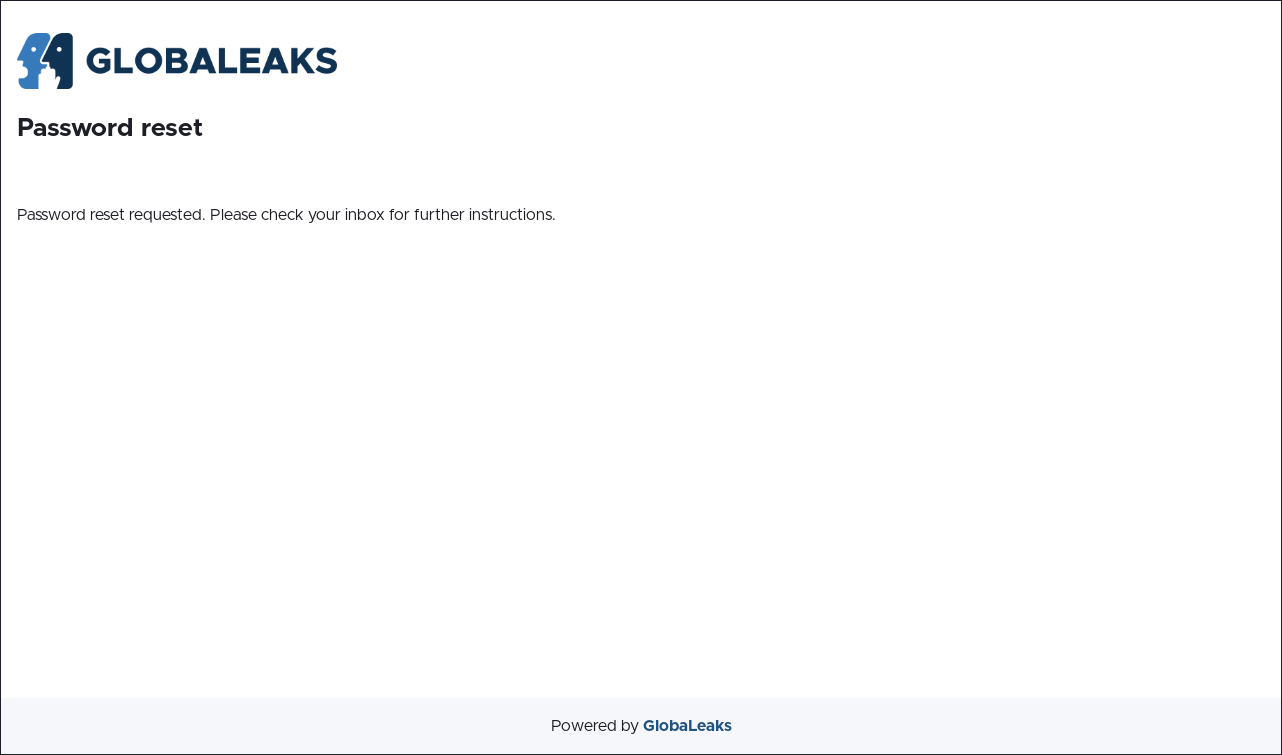 GLOBALEAKS
Password reset
Password reset requested. Please check your inbox for further instructions.
Powered by GlobaLeaks